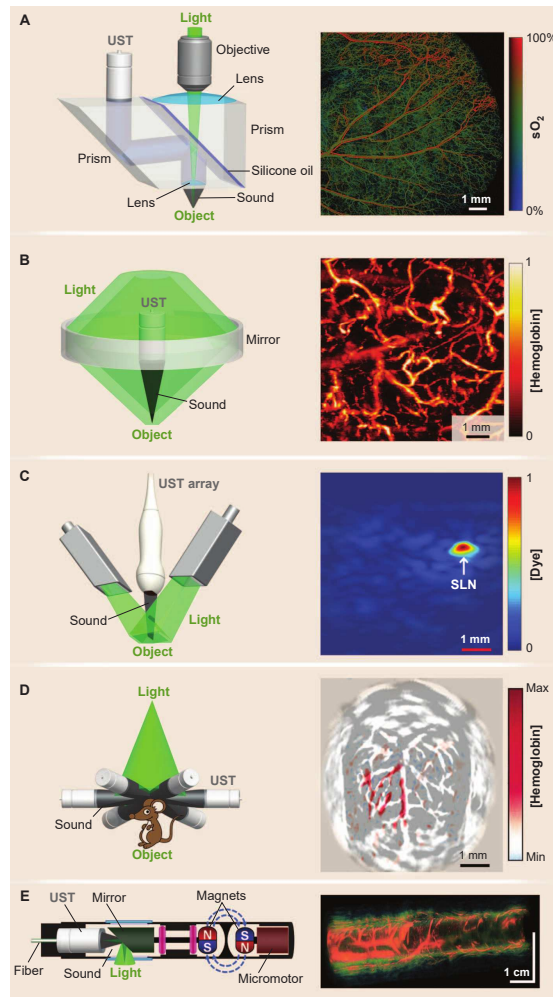 A
Light
UST
Objective
Lens
Prism
Prism
Silicone oil
Lens
Sound
Object
100%
sO2
0%
1 mm
B
Light
UST
Mirror
Sound
Object
1
[Hemoglobin]
0
1 mm
C
UST array
Sound
Light
Object
SLN
1
[Dye]
0
1 mm
D
Light
UST
Sound
Object
Max
[Hemoglobin]
Min
1 mm
E
UST
Mirror
Magnets
Fiber
Sound
Light
N
S
S
N
Micromotor
1 cm